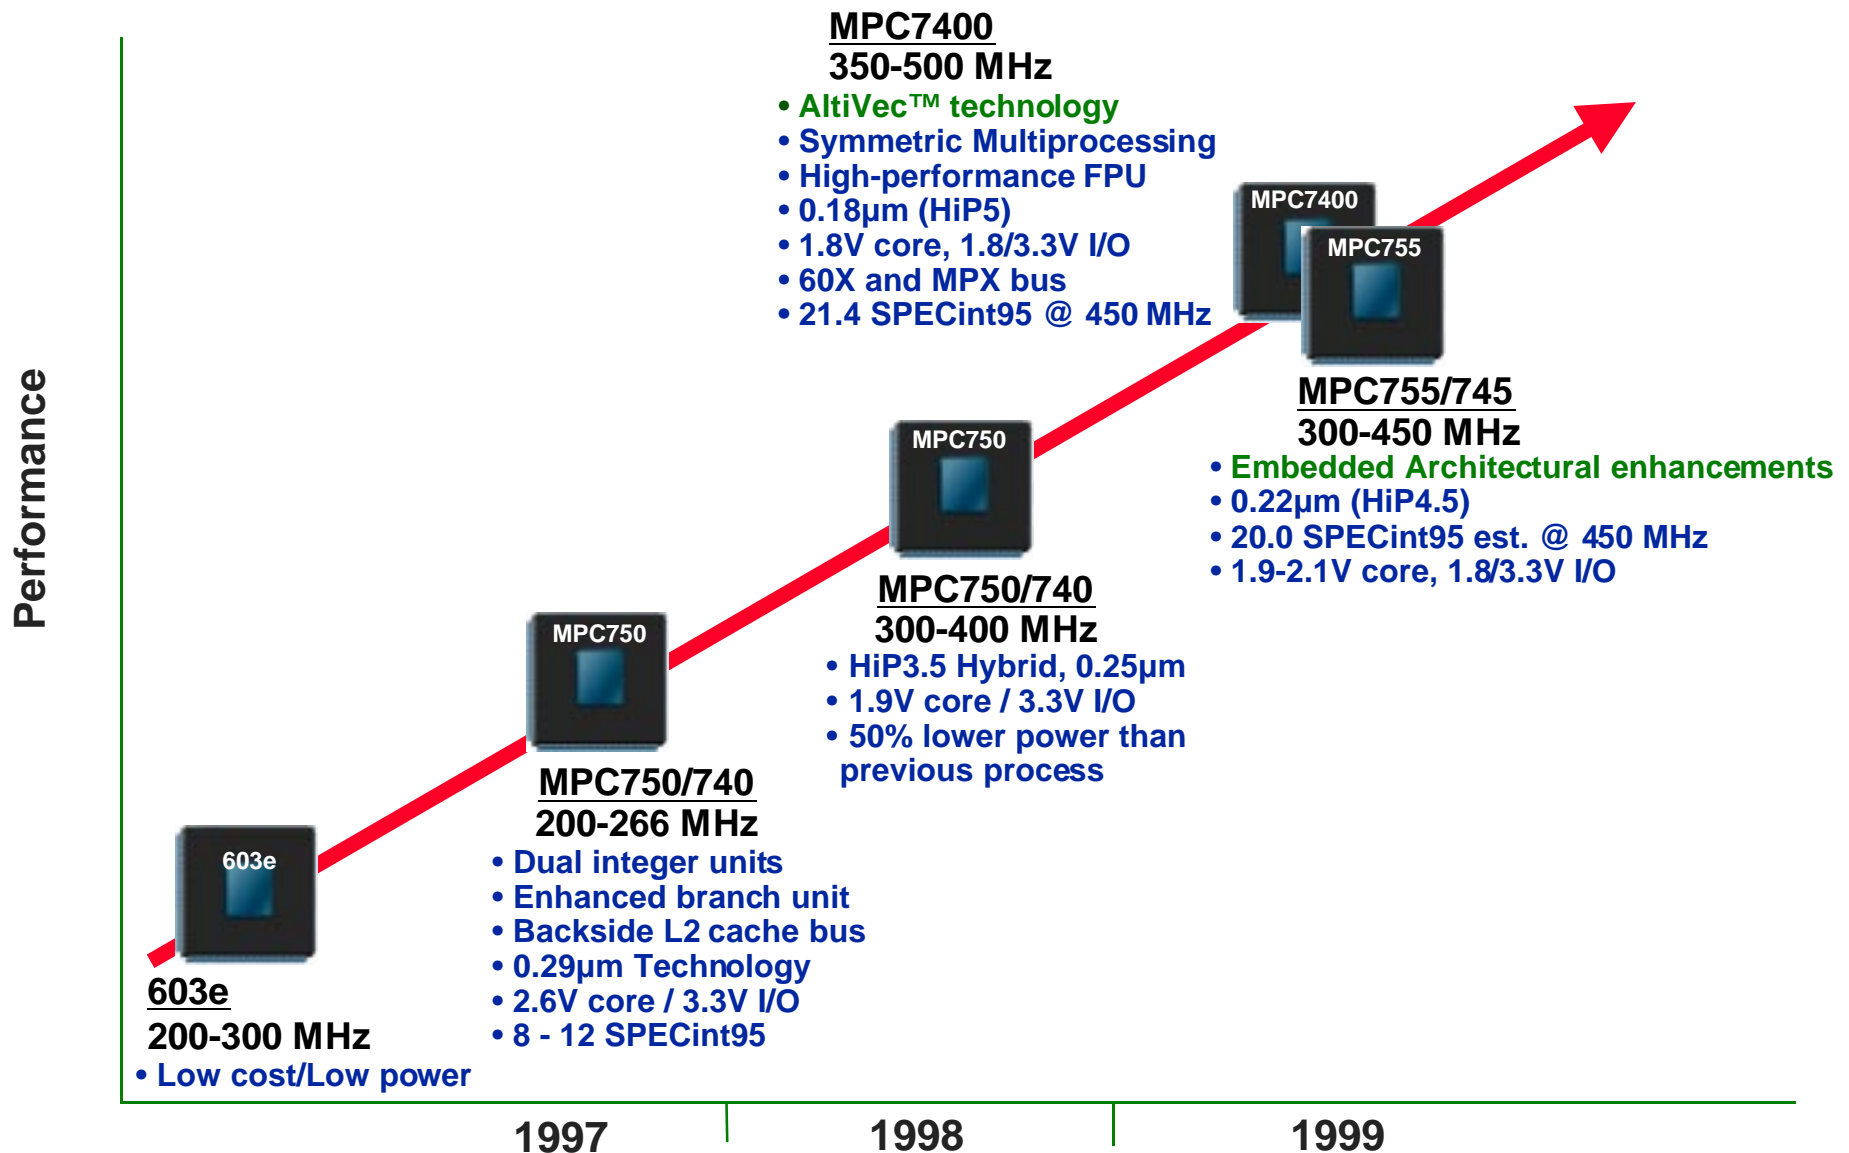 MPC7400
350-500 MHz
• AltiVec™ technology
• Symmetric Multiprocessing
• High-performance FPU
• 0.18µm (HiP5)
• 1.8V core, 1.8/3.3V I/O
• 60X and MPX bus
• 21.4 SPECint95 @ 450 MHz
MPC7400
MPC755
MPC755/745
300-450 MHz
• Embedded Architectural enhancements
• 0.22µm (HiP4.5)
• 20.0 SPECint95 est. @ 450 MHz
• 1.9-2.1V core, 1.8/3.3V I/O
Performance
MPC750
MPC750/740
300-400 MHz
• HiP3.5 Hybrid, 0.25µm
• 1.9V core / 3.3V I/O
• 50% lower power than
previous process
MPC750
MPC750/740
200-266 MHz
• Dual integer units
• Enhanced branch unit
• Backside L2 cache bus
• 0.29µm Technology
• 2.6V core / 3.3V I/O
• 8 - 12 SPECint95
603e
603e
200-300 MHz
• Low cost/Low power
1997
1998
1999